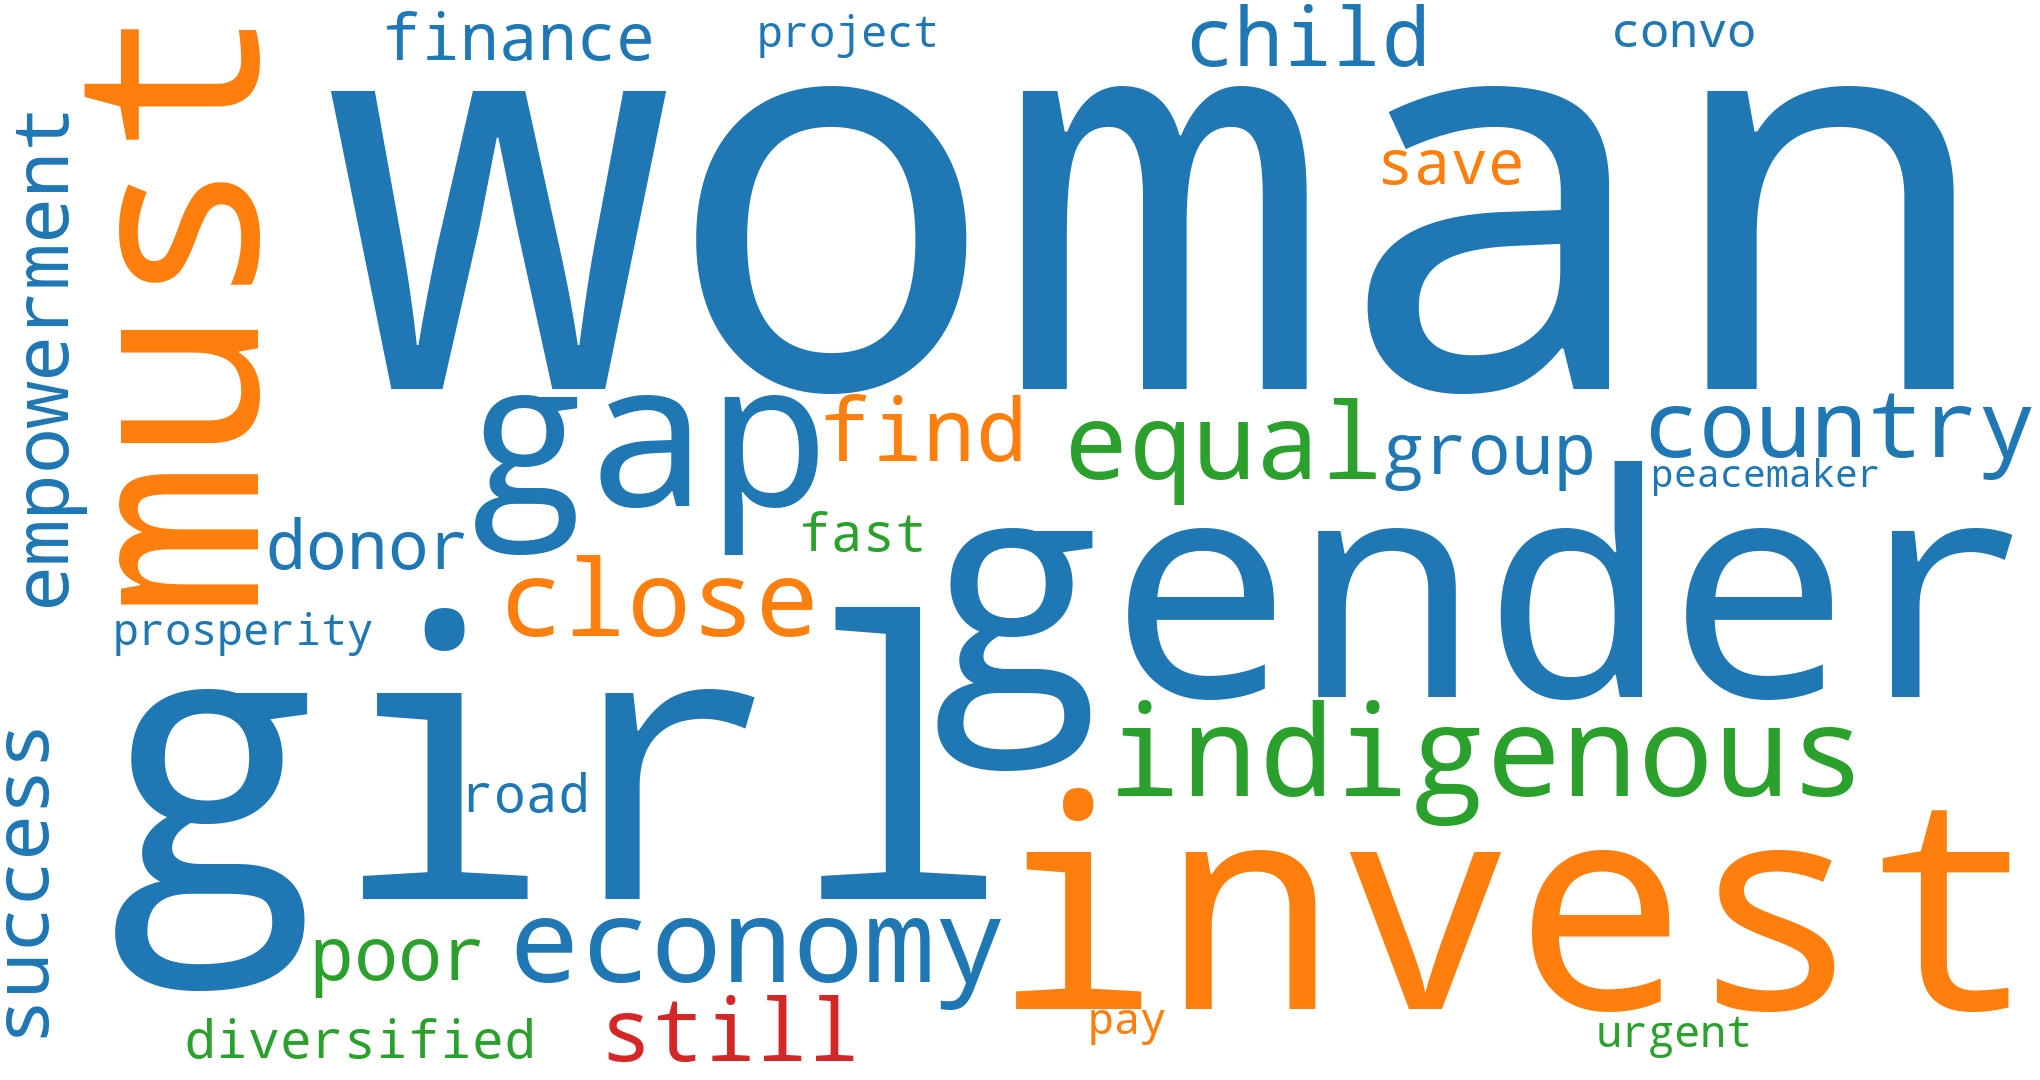 finance
project
child
convo
must
empowerment
woman
save
gap
find
equal
group
country
peacemaker
donor
fast
gender
close
prosperity
girl
indigenous
road
success
invest
poor
economy
diversified
still
pay
urgent